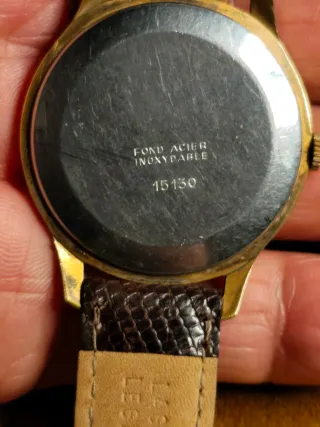 FOND ACIER
INOXYDABLE
15130